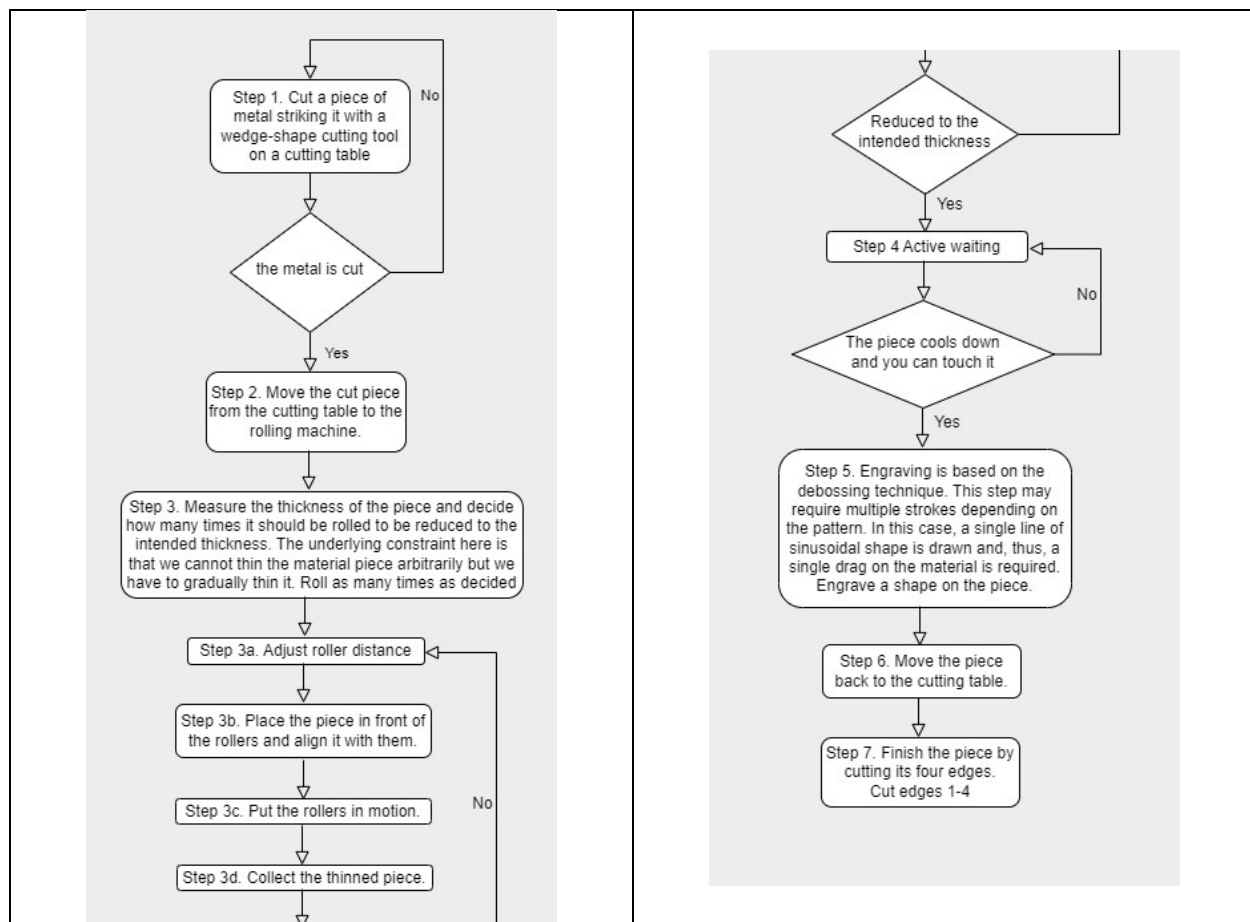 No
Step 1. Cut a piece of
metal striking it with a
wedge-shape cutting tool
on a cutting table
the metal is cut
Yes
Step 2. Move the cut piece
from the cutting table to the
rolling machine.
Step 3. Measure the thickness of the piece and decide
how many times it should be rolled to be reduced to the
intended thickness. The underlying constraint here is
that we cannot thin the material piece arbitrarily but we
have to gradually thin it. Roll as many times as decided
Step 3a. Adjust roller distance
Step 3b. Place the piece in front of
the rollers and align it with them.
Step 3c. Put the rollers in motion.
No
Step 3d. Collect the thinned piece.
Reduced to the
intended thickness
Yes
Step 4 Active waiting
No
The piece cools down
and you can touch it
Yes
Step 5. Engraving is based on the
debossing technique. This step may
require multiple strokes depending on
the pattern. In this case, a single line of
sinusoidal shape is drawn and, thus, a
single drag on the material is required.
Engrave a shape on the piece.
Step 6. Move the piece
back to the cutting table.
Step 7. Finish the piece by
cutting its four edges.
Cut edges 1-4